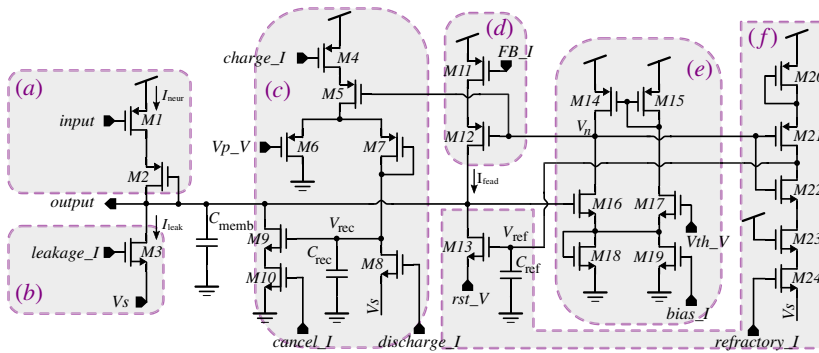 (a)
input
I_neur
M1
M2
output
I_leak
leakage_I
M3
(b)
Vs
C_memb
charge_I
M4
M5
(c)
Vp_V
M6
M7
V_rec
M9
C_rec
M8
M10
Vs
cancel_I
discharge_I
(d)
M11
FB_I
M12
I_fead
M13
V_ref
C_ref
rst_V
(e)
M14
M15
V_n
M16
M17
Vth_V
M18
M19
bias_I
(f)
M20
M21
M22
M23
M24
Vs
refractory_I